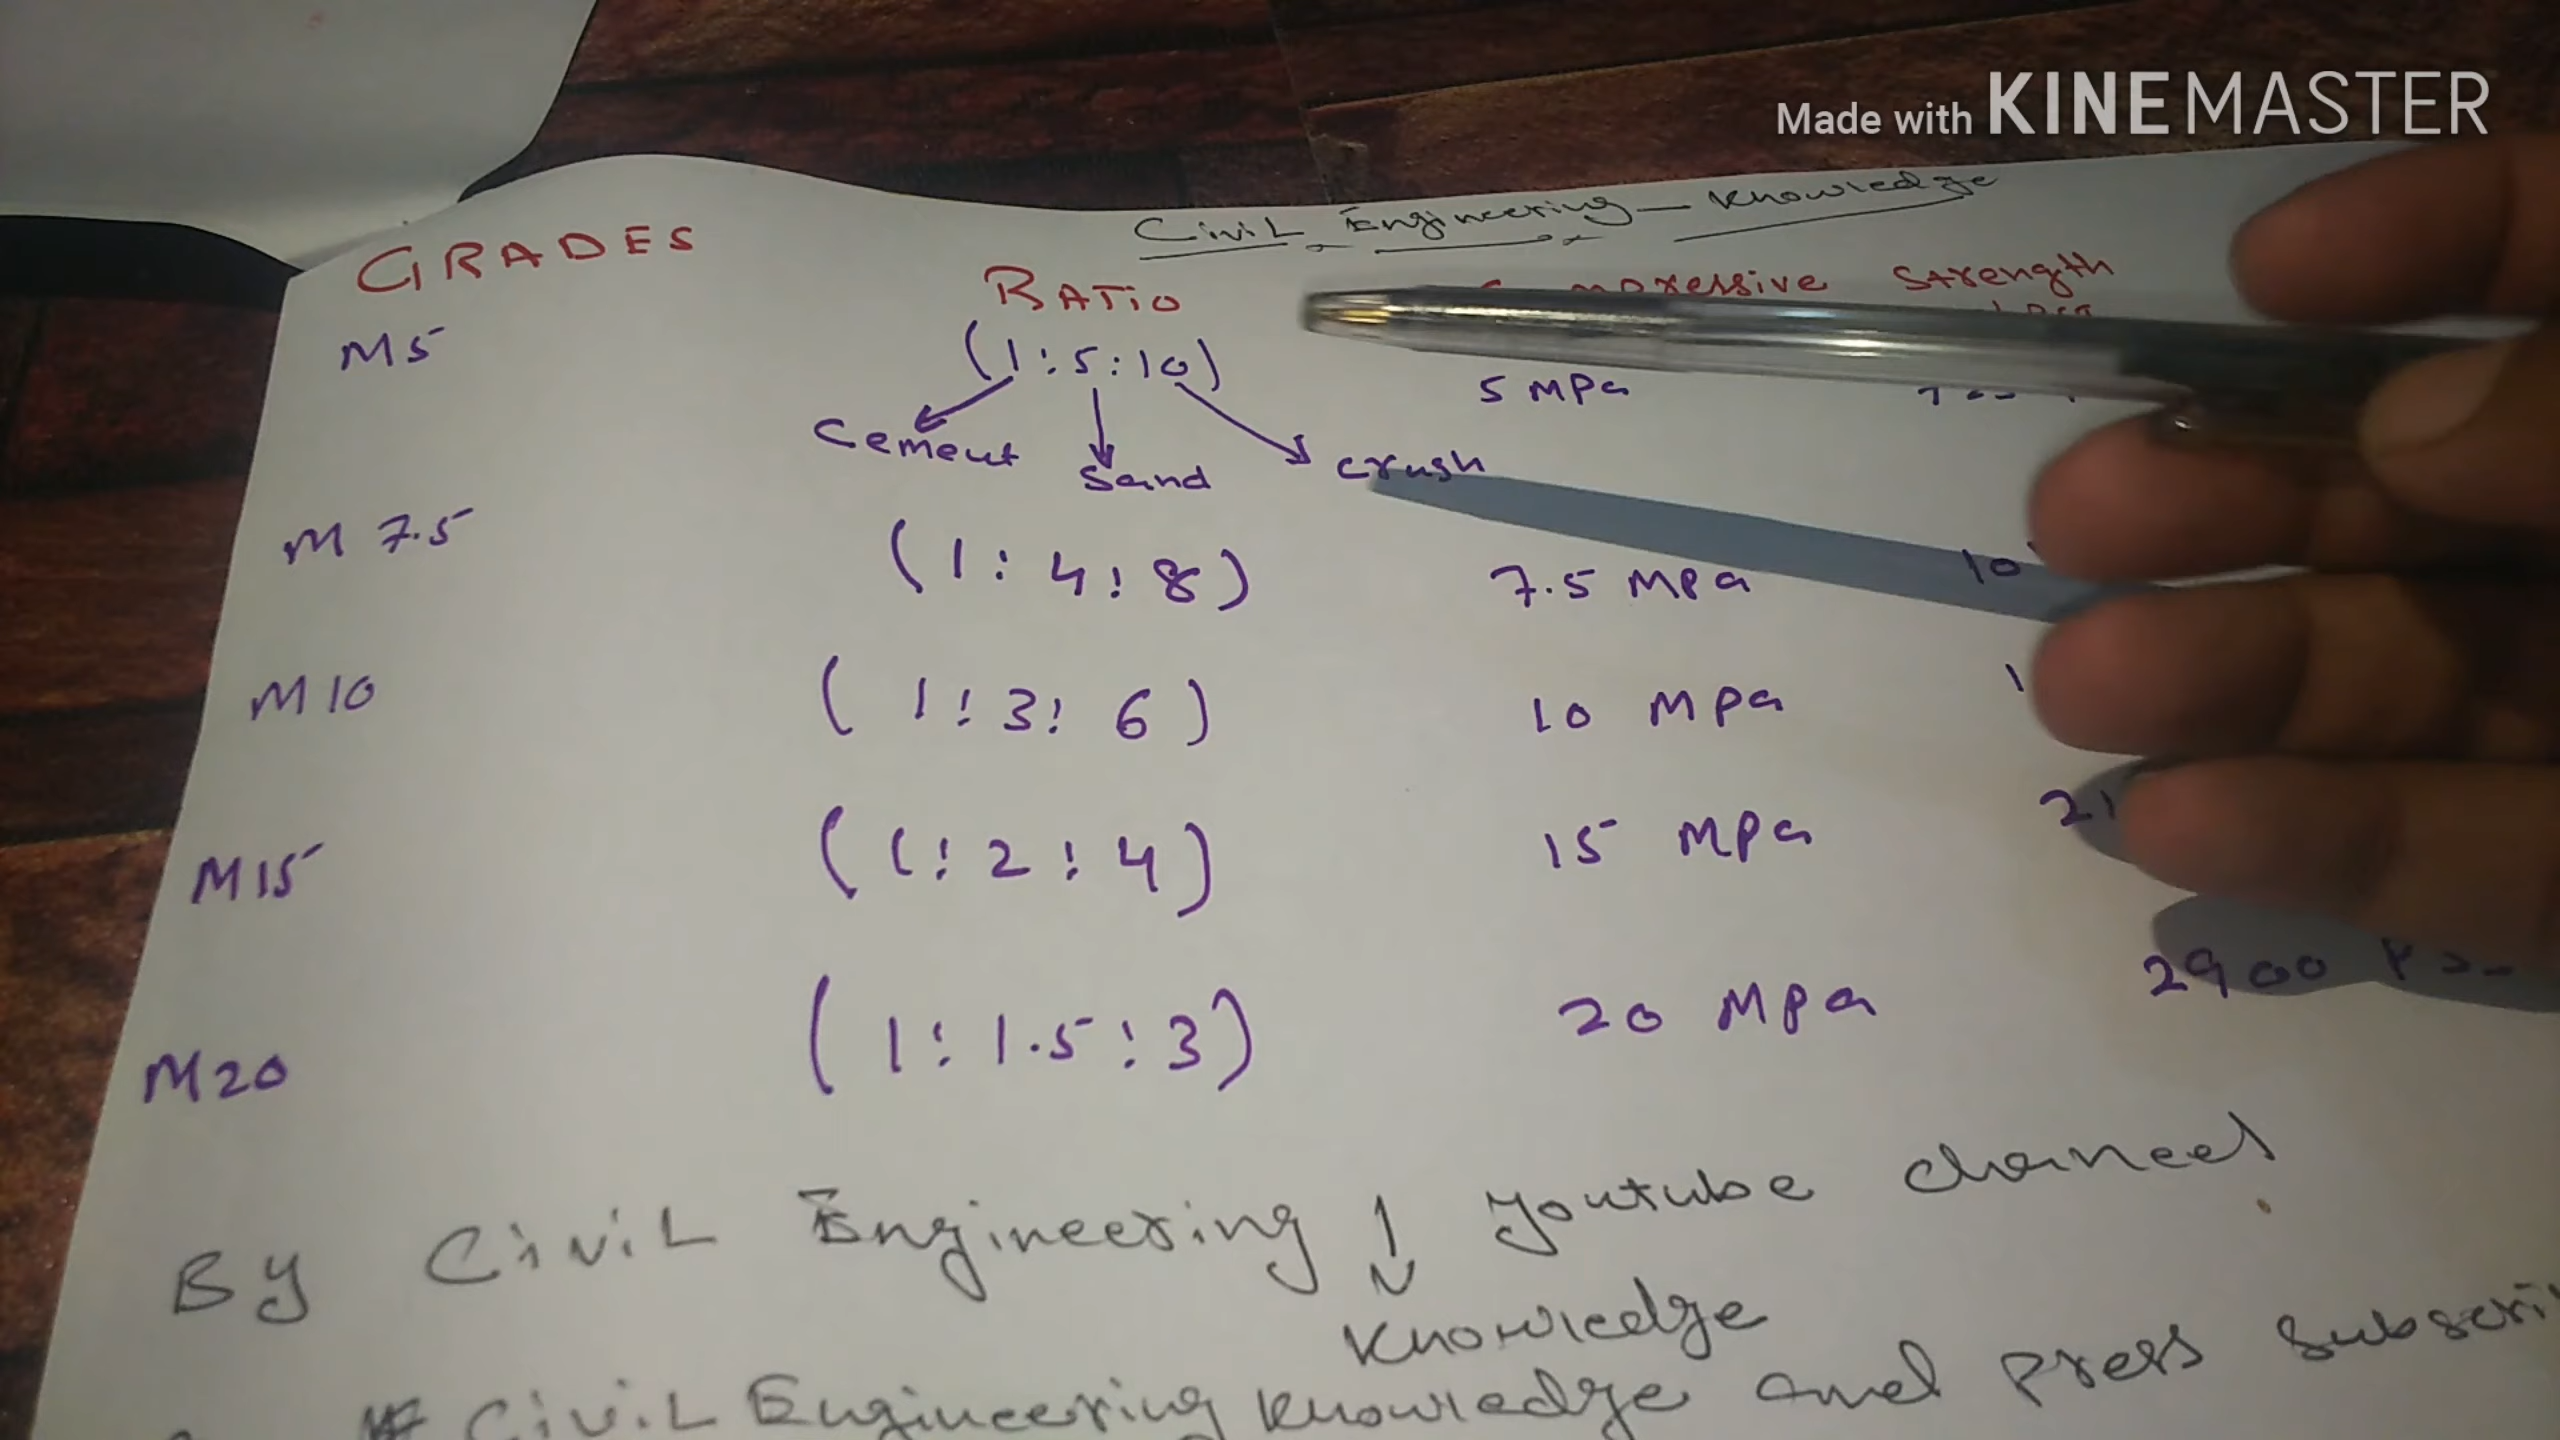 Made with KINEMASTER
Civil Engineering - Knowledge
GRADES
RATIO
Strength
M5
(1:5:10)
5 MPa
Cement
Sand
crush
M 7.5
(1:4:8)
7.5 MPa
M10
(1:3:6)
10 MPa
M15
(1:2:4)
15 MPa
M20
(1:1.5:3)
20 MPa
2900
By Civil Engineering Youtube channel
Knowledge
# Civil Engineering Knowledge and press